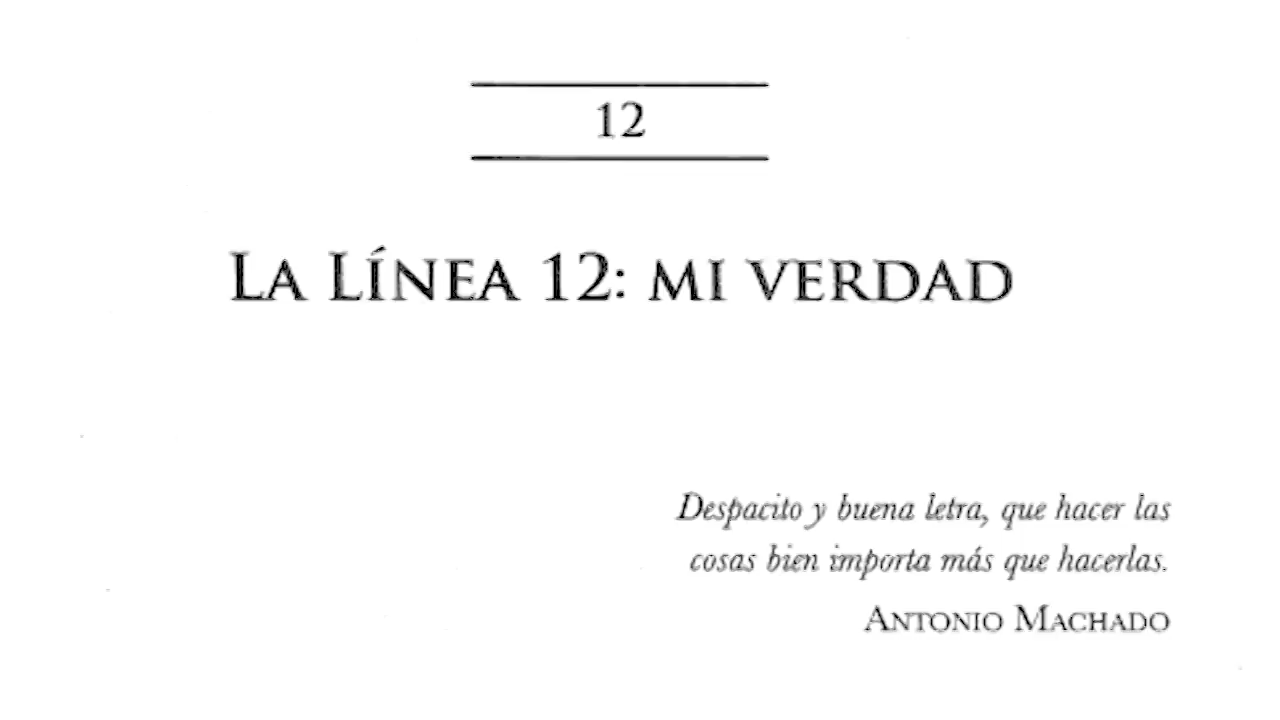 12
LA LÍNEA 12: MI VERDAD
Despacito y buena letra, que hacer las
cosas bien importa más que hacerlas.
ANTONIO MACHADO